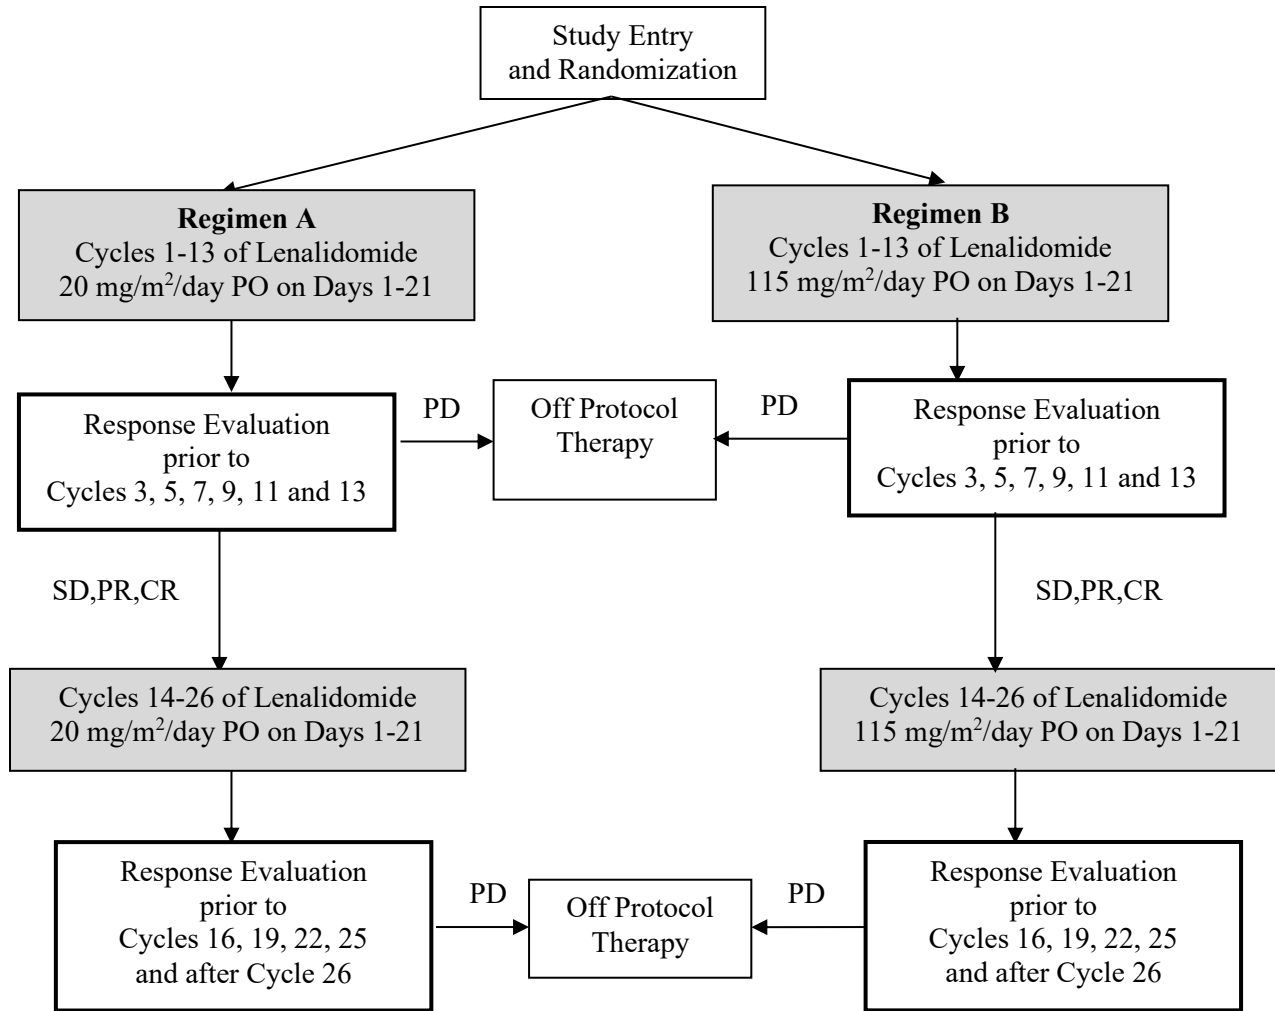 Study Entry
and Randomization
Regimen A
Cycles 1-13 of Lenalidomide
20 mg/m²/day PO on Days 1-21
Regimen B
Cycles 1-13 of Lenalidomide
115 mg/m²/day PO on Days 1-21
Response Evaluation
prior to
Cycles 3, 5, 7, 9, 11 and 13
PD
Off Protocol
Therapy
PD
Response Evaluation
prior to
Cycles 3, 5, 7, 9, 11 and 13
SD,PR,CR
SD,PR,CR
Cycles 14-26 of Lenalidomide
20 mg/m²/day PO on Days 1-21
Cycles 14-26 of Lenalidomide
115 mg/m²/day PO on Days 1-21
Response Evaluation
prior to
Cycles 16, 19, 22, 25
and after Cycle 26
PD
Off Protocol
Therapy
PD
Response Evaluation
prior to
Cycles 16, 19, 22, 25
and after Cycle 26